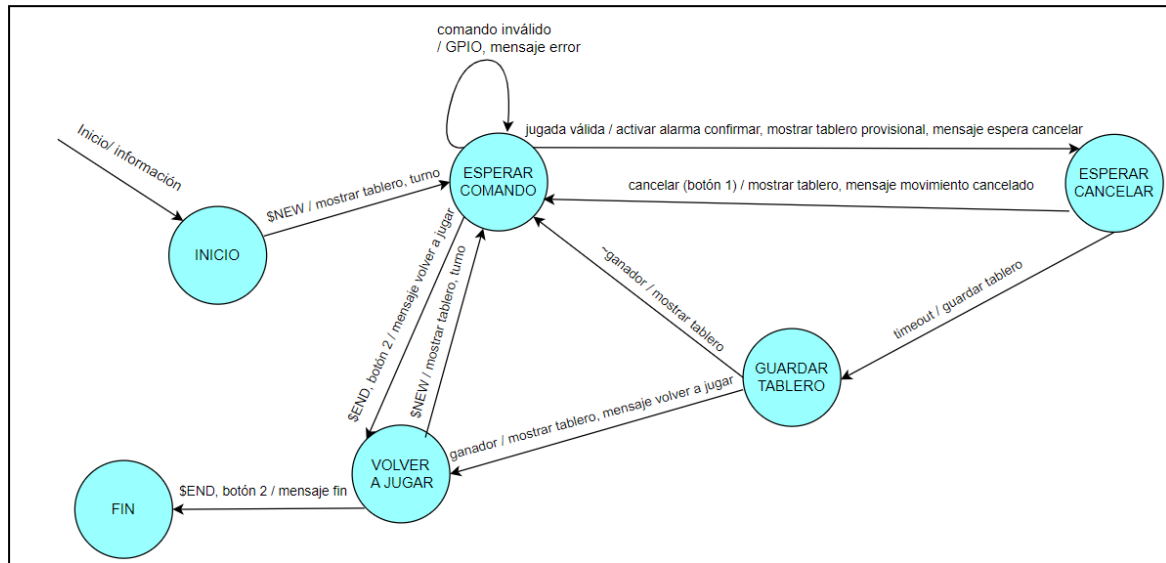 comando inválido
/ GPIO, mensaje error
Inicio/ información
jugada válida / activar alarma confirmar, mostrar tablero provisional, mensaje espera cancelar
ESPERAR
COMANDO
ESPERAR
CANCELAR
$NEW / mostrar tablero, turno
cancelar (botón 1) / mostrar tablero, mensaje movimiento cancelado
INICIO
~ganador / mostrar tablero
timeout / guardar tablero
$END, botón 2 / mensaje volver a jugar
$NEW / mostrar tablero, turno
GUARDAR
TABLERO
ganador / mostrar tablero, mensaje volver a jugar
VOLVER
A JUGAR
$END, botón 2 / mensaje fin
FIN